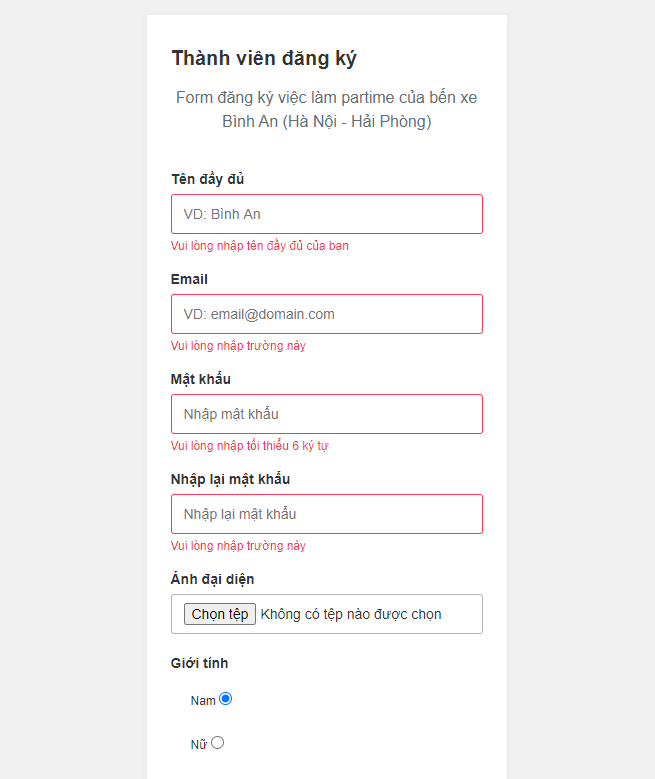 Thành viên đăng ký
Form đăng ký việc làm partime của bến xe
Bình An (Hà Nội - Hải Phòng)
Tên đầy đủ
VD: Bình An
Vui lòng nhập tên đầy đủ của bạn
Email
VD: email@domain.com
Vui lòng nhập trường này
Mật khẩu
Nhập mật khẩu
Vui lòng nhập tối thiểu 6 ký tự
Nhập lại mật khẩu
Nhập lại mật khẩu
Vui lòng nhập trường này
Ảnh đại diện
Chọn tệp Không có tệp nào được chọn
Giới tính
Nam
Nữ